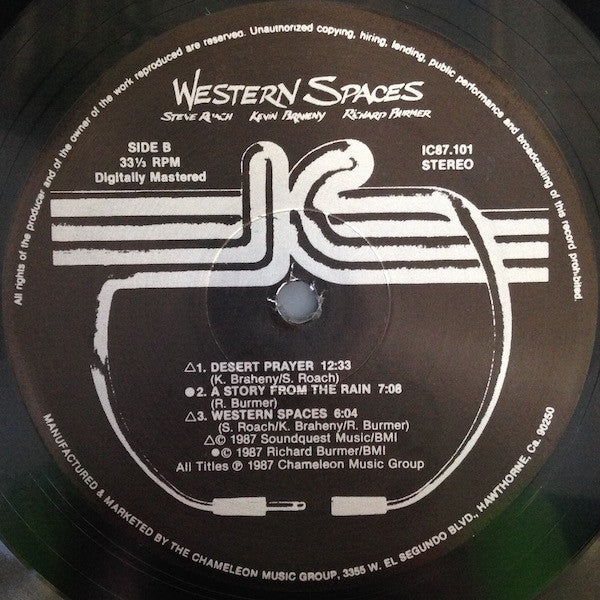 All rights of the producer and of the owner of the work reproduced are reserved. Unauthorized copying, hiring, lending, public performance and broadcasting of this record prohibited.
WESTERN SPACES
STEVE ROACH KEVIN BRAHENY RICHARD BURMER
SIDE B
33⅓ RPM
Digitally Mastered
IC87.101
STEREO
△1. DESERT PRAYER 12:33
(K. Braheny/S. Roach)
●2. A STORY FROM THE RAIN 7:08
(R. Burmer)
△3. WESTERN SPACES 6:04
(S. Roach/K. Braheny/R. Burmer)
△© 1987 Soundquest Music/BMI
●© 1987 Richard Burmer/BMI
All Titles ℗ 1987 Chameleon Music Group
MANUFACTURED & MARKETED BY THE CHAMELEON MUSIC GROUP, 3355 W. EL SEGUNDO BLVD., HAWTHORNE, Ca. 90250